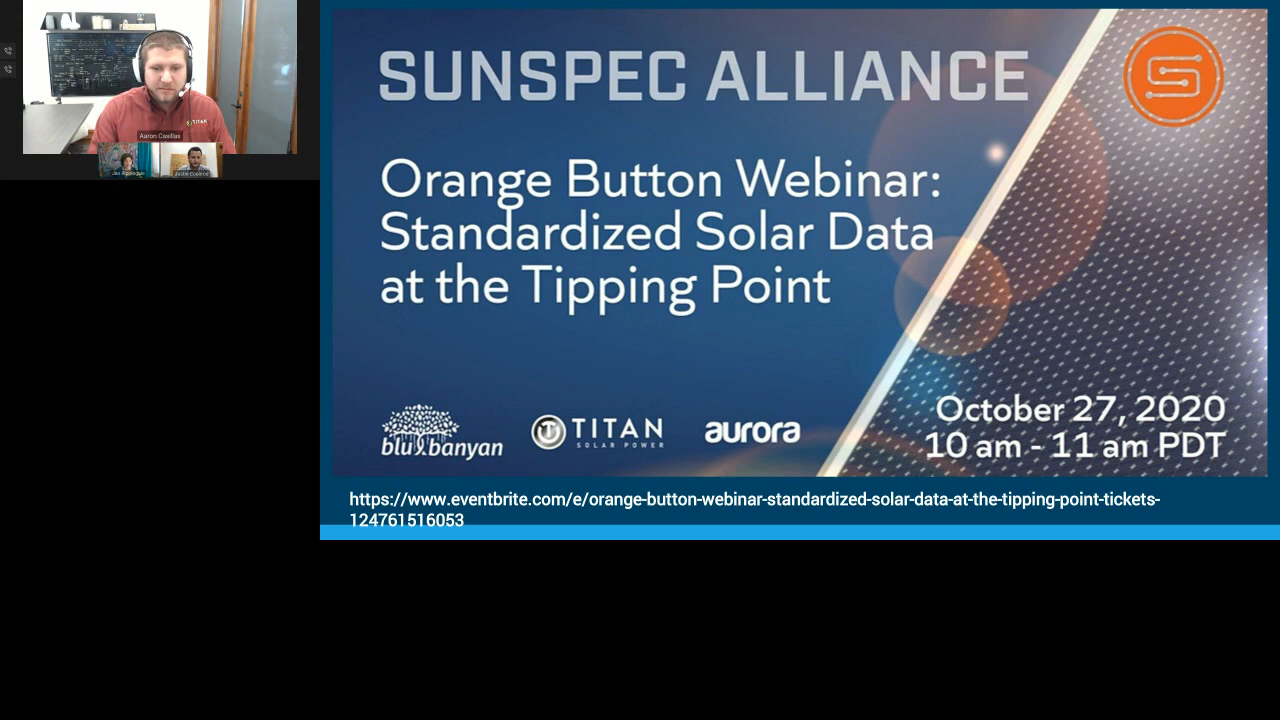 TITAN
Aaron Casillas
SUNSPEC ALLIANCE
Orange Button Webinar:
Standardized Solar Data
at the Tipping Point
blu banyan
TITAN
SOLAR POWER
aurora
October 27, 2020
10 am - 11 am PDT
https://www.eventbrite.com/e/orange-button-webinar-standardized-solar-data-at-the-tipping-point-tickets-
124761516053